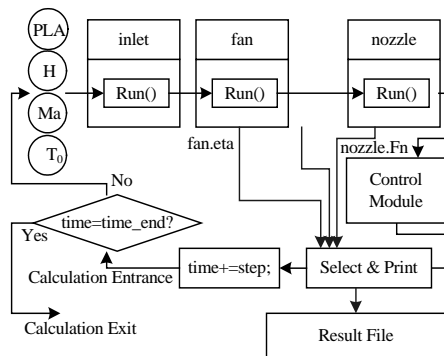 PLA
H
Ma
T0
inlet
Run()
fan
Run()
nozzle
Run()
fan.eta
nozzle.Fn
Control
Module
No
time=time_end?
Yes
Calculation Entrance
time+=step;
Select & Print
Calculation Exit
Result File